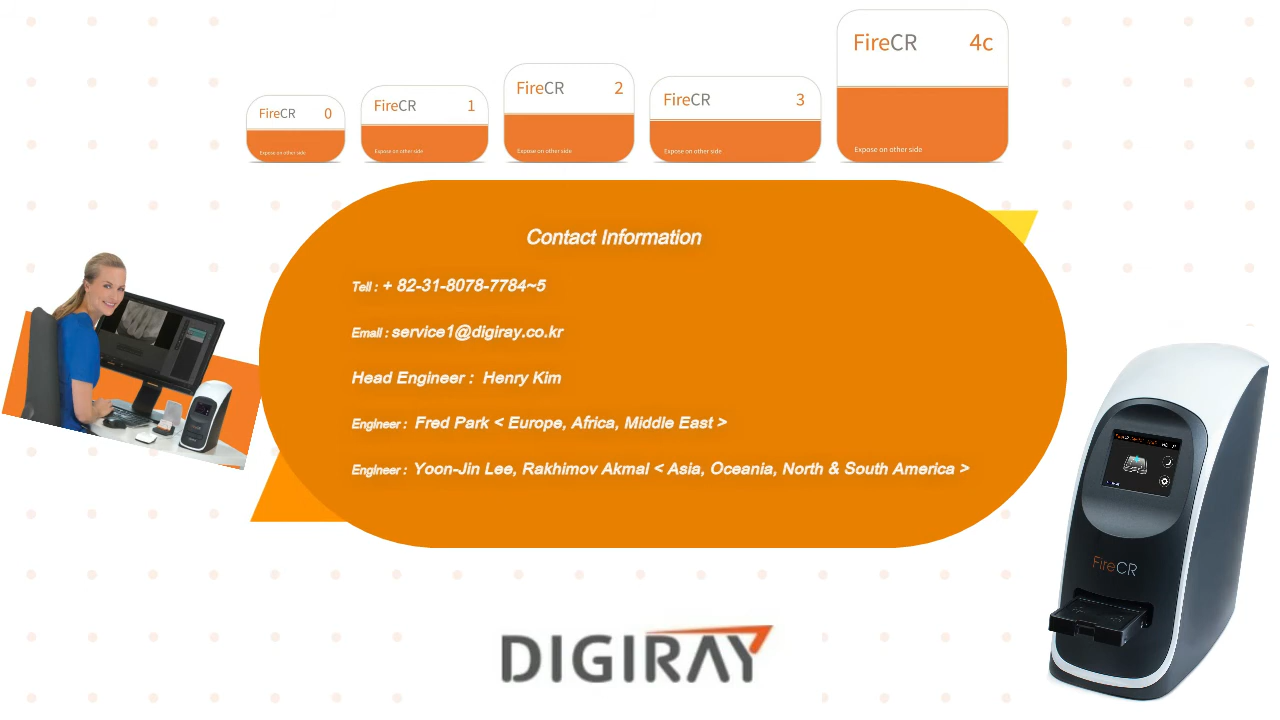 FireCR 0
Expose on other side
FireCR 1
Expose on other side
FireCR 2
Expose on other side
FireCR 3
Expose on other side
FireCR 4c
Expose on other side
Contact Information
Tell : + 82-31-8078-7784~5
Email : service1@digiray.co.kr
Head Engineer : Henry Kim
Engineer : Fred Park < Europe, Africa, Middle East >
Engineer : Yoon-Jin Lee, Rakhimov Akmal < Asia, Oceania, North & South America >
FireCR
DIGIRAY